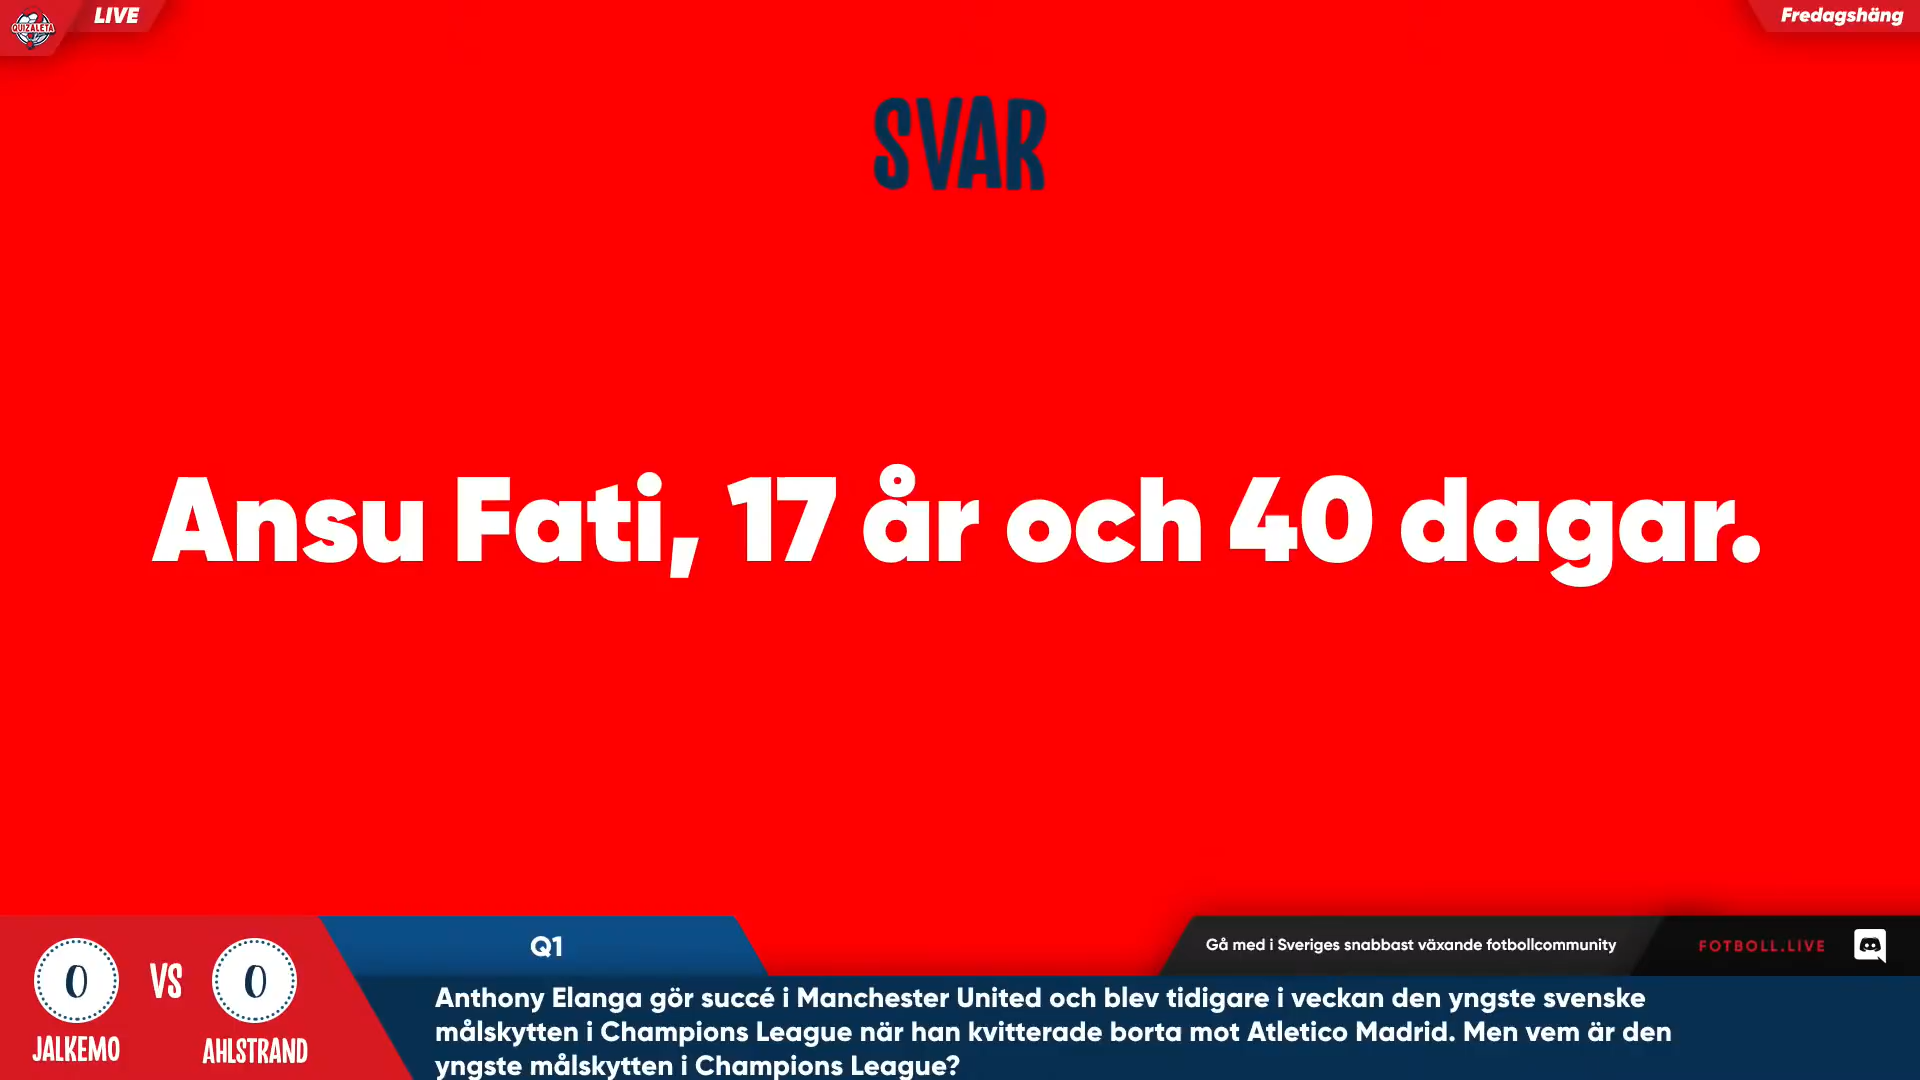 QUIZALETA
LIVE
Fredagshäng
SVAR
Ansu Fati, 17 år och 40 dagar.
0
VS
0
JALKEMO
AHLSTRAND
Q1
Gå med i Sveriges snabbast växande fotbollcommunity
FOTBOLL.LIVE
Anthony Elanga gör succé i Manchester United och blev tidigare i veckan den yngste svenske
målskytten i Champions League när han kvitterade borta mot Atletico Madrid. Men vem är den
yngste målskytten i Champions League?